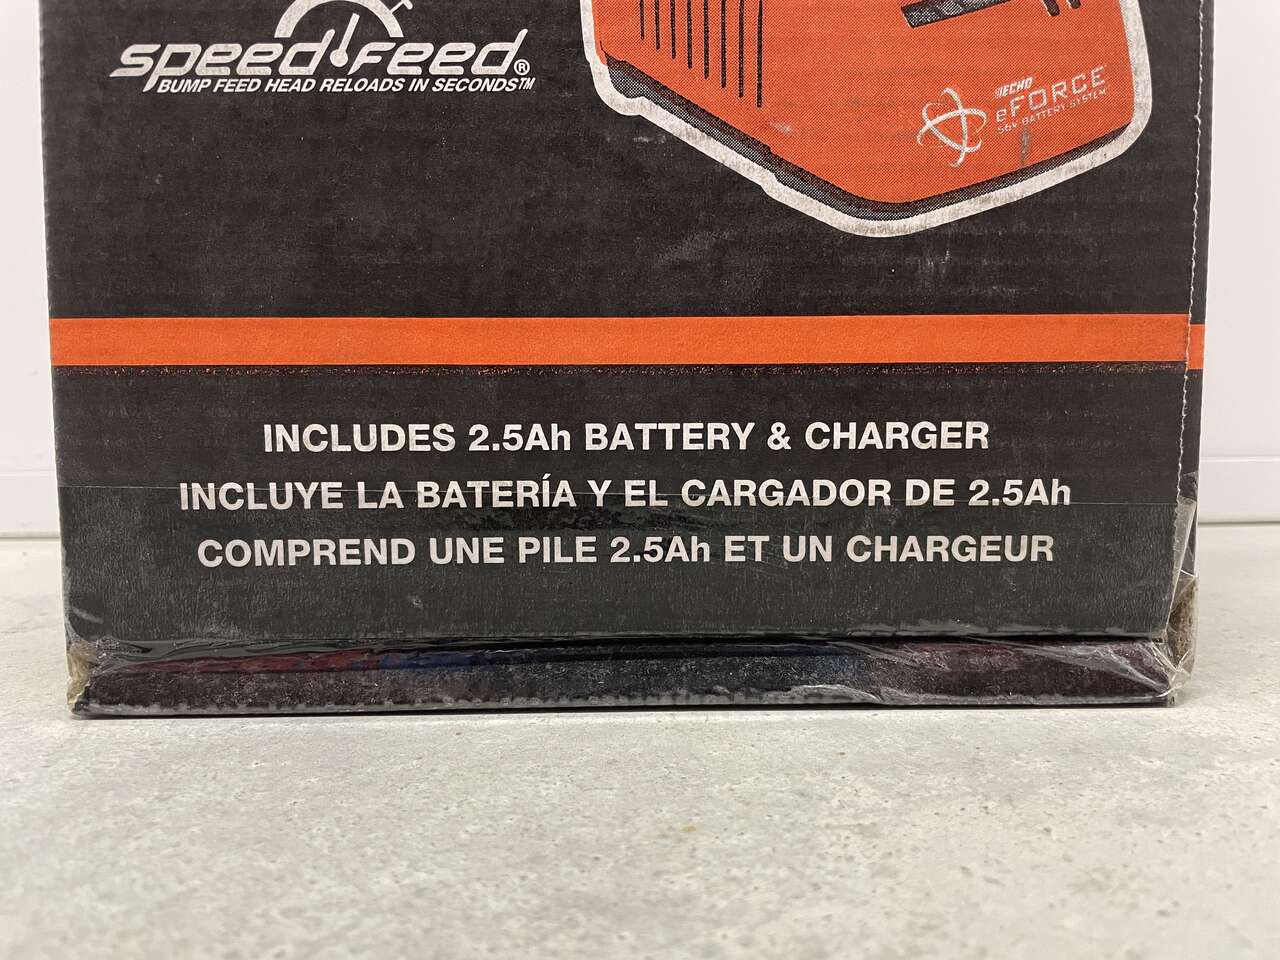 speed feed®
BUMP FEED HEAD RELOADS IN SECONDS™
ECHO
eFORCE
56V BATTERY SYSTEM
INCLUDES 2.5Ah BATTERY & CHARGER
INCLUYE LA BATERÍA Y EL CARGADOR DE 2.5Ah
COMPREND UNE PILE 2.5Ah ET UN CHARGEUR